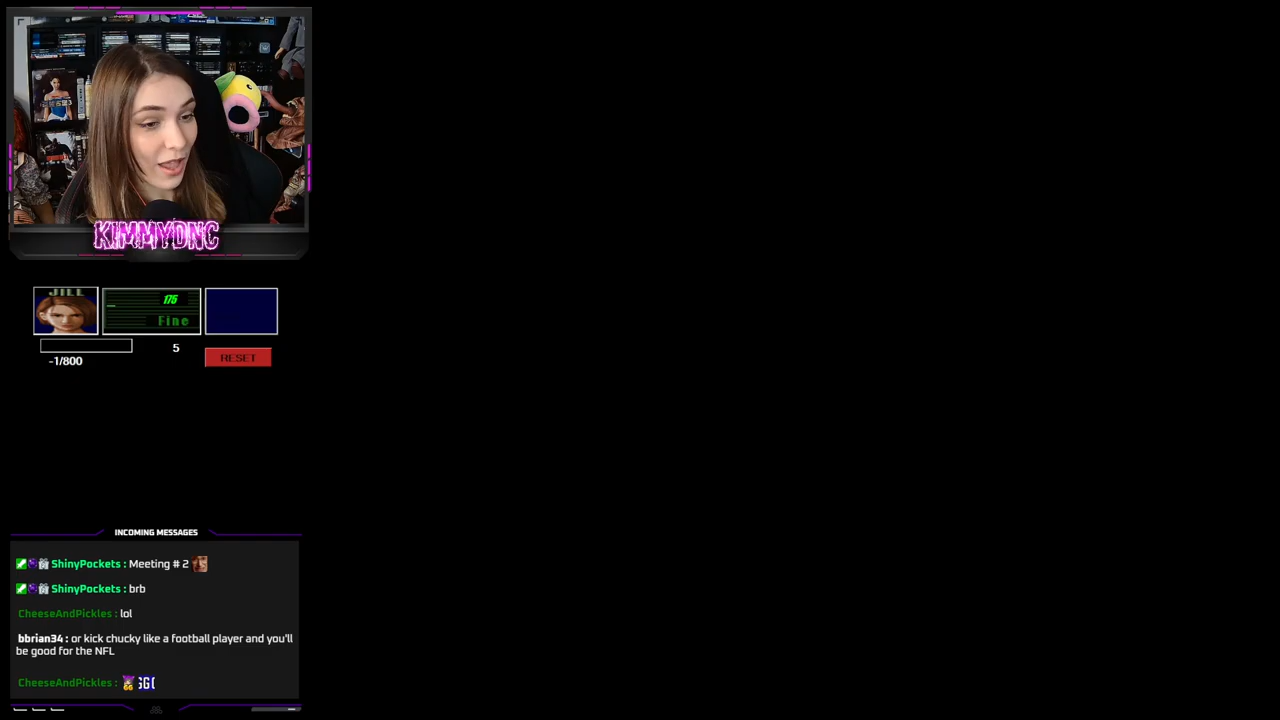 KIMMYDNC
JILL
175
Fine
5
-1/800
RESET
INCOMING MESSAGES
ShinyPockets : Meeting # 2
ShinyPockets : brb
CheeseAndPickles : lol
bbrian34 : or kick chucky like a football player and you'll
be good for the NFL
CheeseAndPickles :